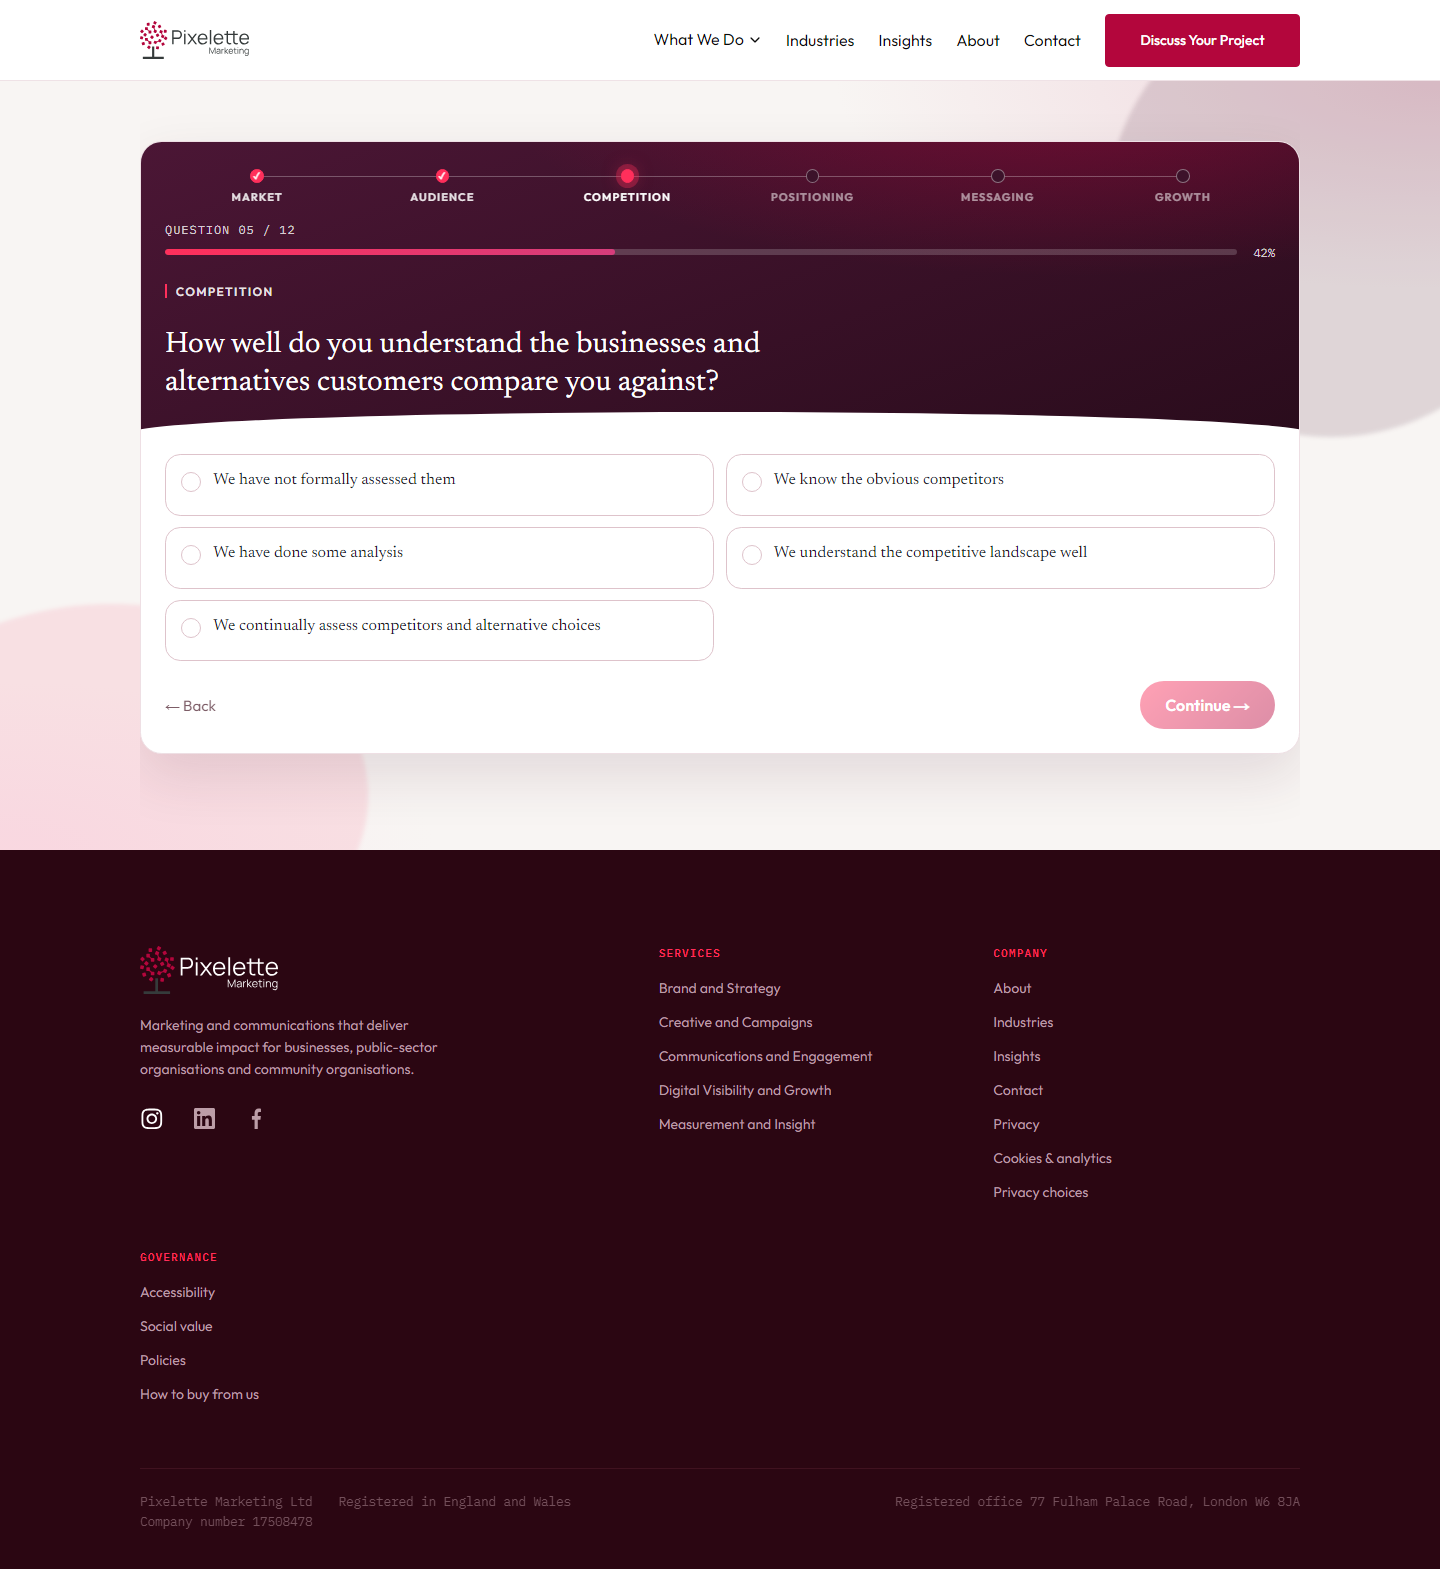 Pixelette
Marketing
What We Do
Industries
Insights
About
Contact
Discuss Your Project
MARKET
AUDIENCE
COMPETITION
POSITIONING
MESSAGING
GROWTH
QUESTION 05 / 12
42%
COMPETITION
How well do you understand the businesses and
alternatives customers compare you against?
We have not formally assessed them
We know the obvious competitors
We have done some analysis
We understand the competitive landscape well
We continually assess competitors and alternative choices
← Back
Continue →
Pixelette
Marketing
Marketing and communications that deliver
measurable impact for businesses, public-sector
organisations and community organisations.
SERVICES
Brand and Strategy
Creative and Campaigns
Communications and Engagement
Digital Visibility and Growth
Measurement and Insight
COMPANY
About
Industries
Insights
Contact
Privacy
Cookies & analytics
Privacy choices
GOVERNANCE
Accessibility
Social value
Policies
How to buy from us
Pixelette Marketing Ltd
Registered in England and Wales
Company number 17508478
Registered office 77 Fulham Palace Road, London W6 8JA